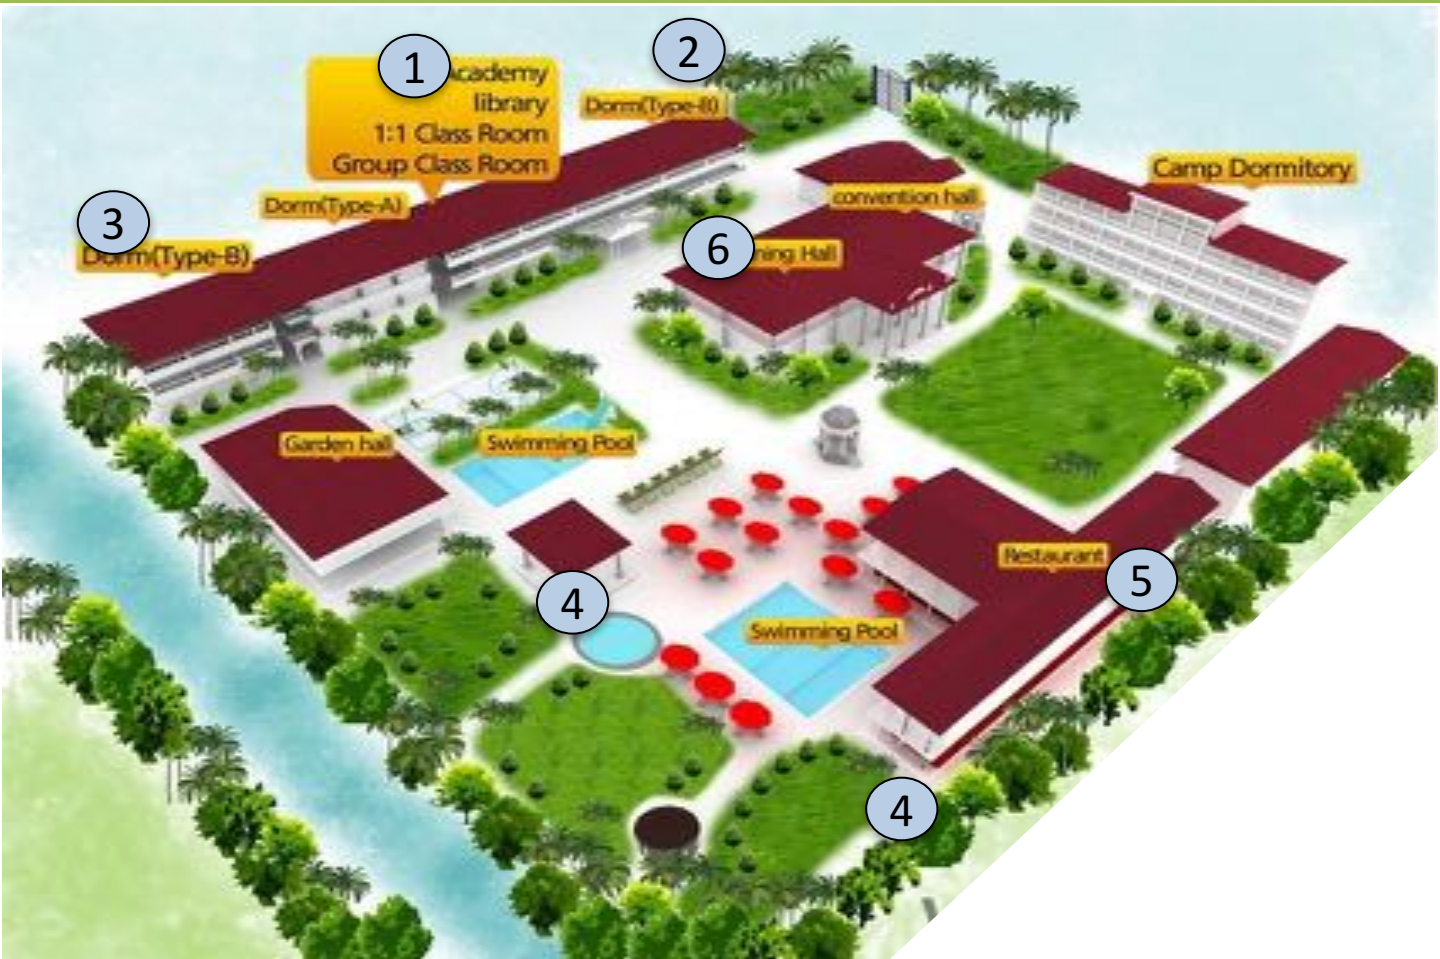 1
Academy
library
1:1 Class Room
Group Class Room
2
Dorm(Type-B)
Camp Dormitory
convention hall
Dorm(Type-A)
3
Dorm(Type-B)
6
ning Hall
Garden hall
Swimming Pool
Restaurant
5
4
Swimming Pool
4